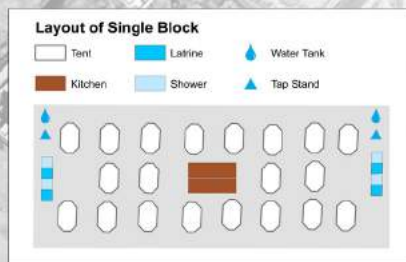 Layout of Single Block
Tent
Latrine
Water Tank
Kitchen
Shower
Tap Stand